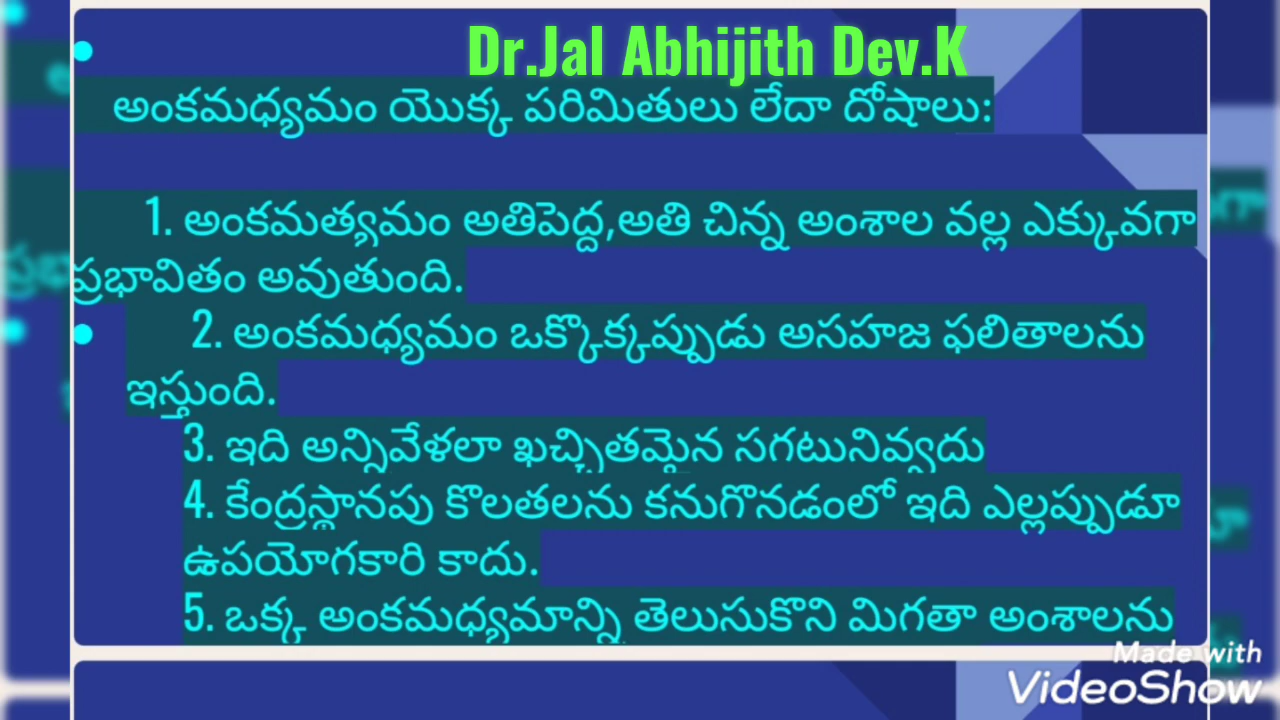 Dr.Jal Abhijith Dev.K
అంకమధ్యమం యొక్క పరిమితులు లేదా దోషాలు:
1. అంకమత్యమం అతిపెద్ద,అతి చిన్న అంశాల వల్ల ఎక్కువగా
ప్రభావితం అవుతుంది.
2. అంకమధ్యమం ఒక్కొక్కప్పుడు అసహజ ఫలితాలను
ఇస్తుంది.
3. ఇది అన్నివేళలా ఖచ్చితమైన సగటునివ్వదు
4. కేంద్రస్థానపు కొలతలను కనుగొనడంలో ఇది ఎల్లప్పుడూ
ఉపయోగకారి కాదు.
5. ఒక్క అంకమధ్యమాన్ని తెలుసుకొని మిగతా అంశాలను
Made with
VideoShow